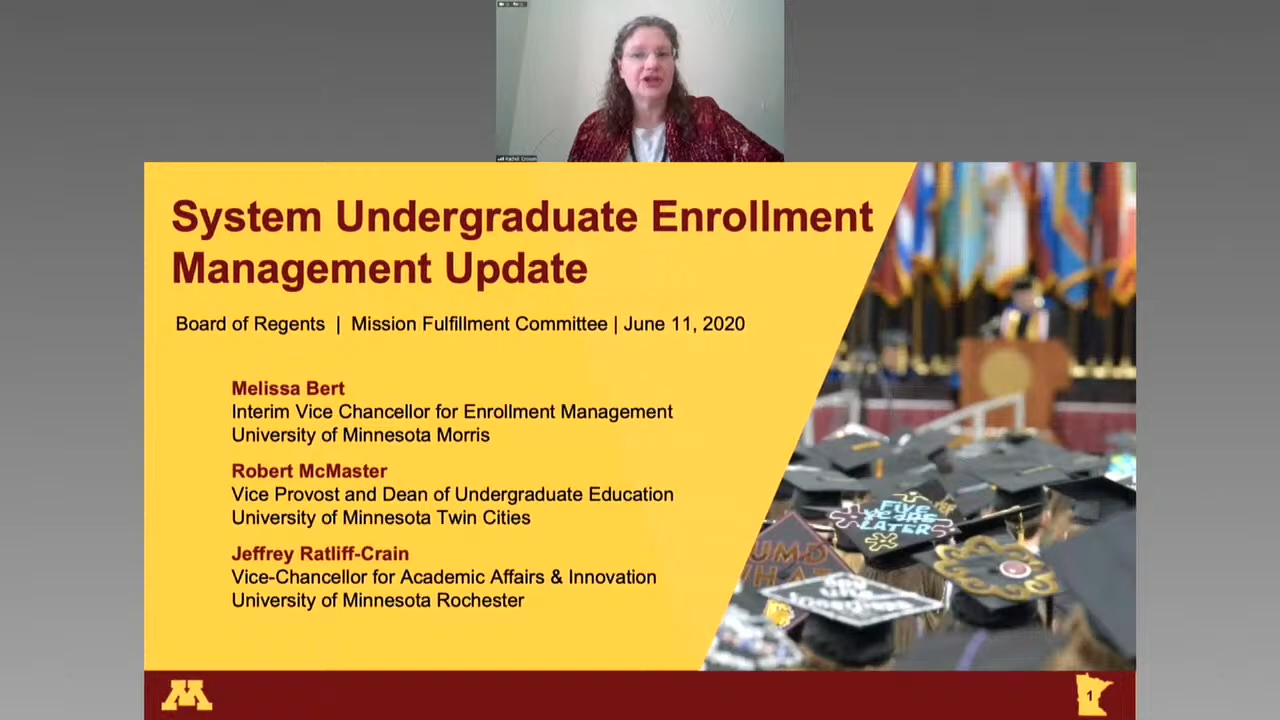 Rachel Croson
System Undergraduate Enrollment
Management Update
Board of Regents | Mission Fulfillment Committee | June 11, 2020
Melissa Bert
Interim Vice Chancellor for Enrollment Management
University of Minnesota Morris
Robert McMaster
Vice Provost and Dean of Undergraduate Education
University of Minnesota Twin Cities
Jeffrey Ratliff-Crain
Vice-Chancellor for Academic Affairs & Innovation
University of Minnesota Rochester
FIVE
YEARS
LATER
M
1